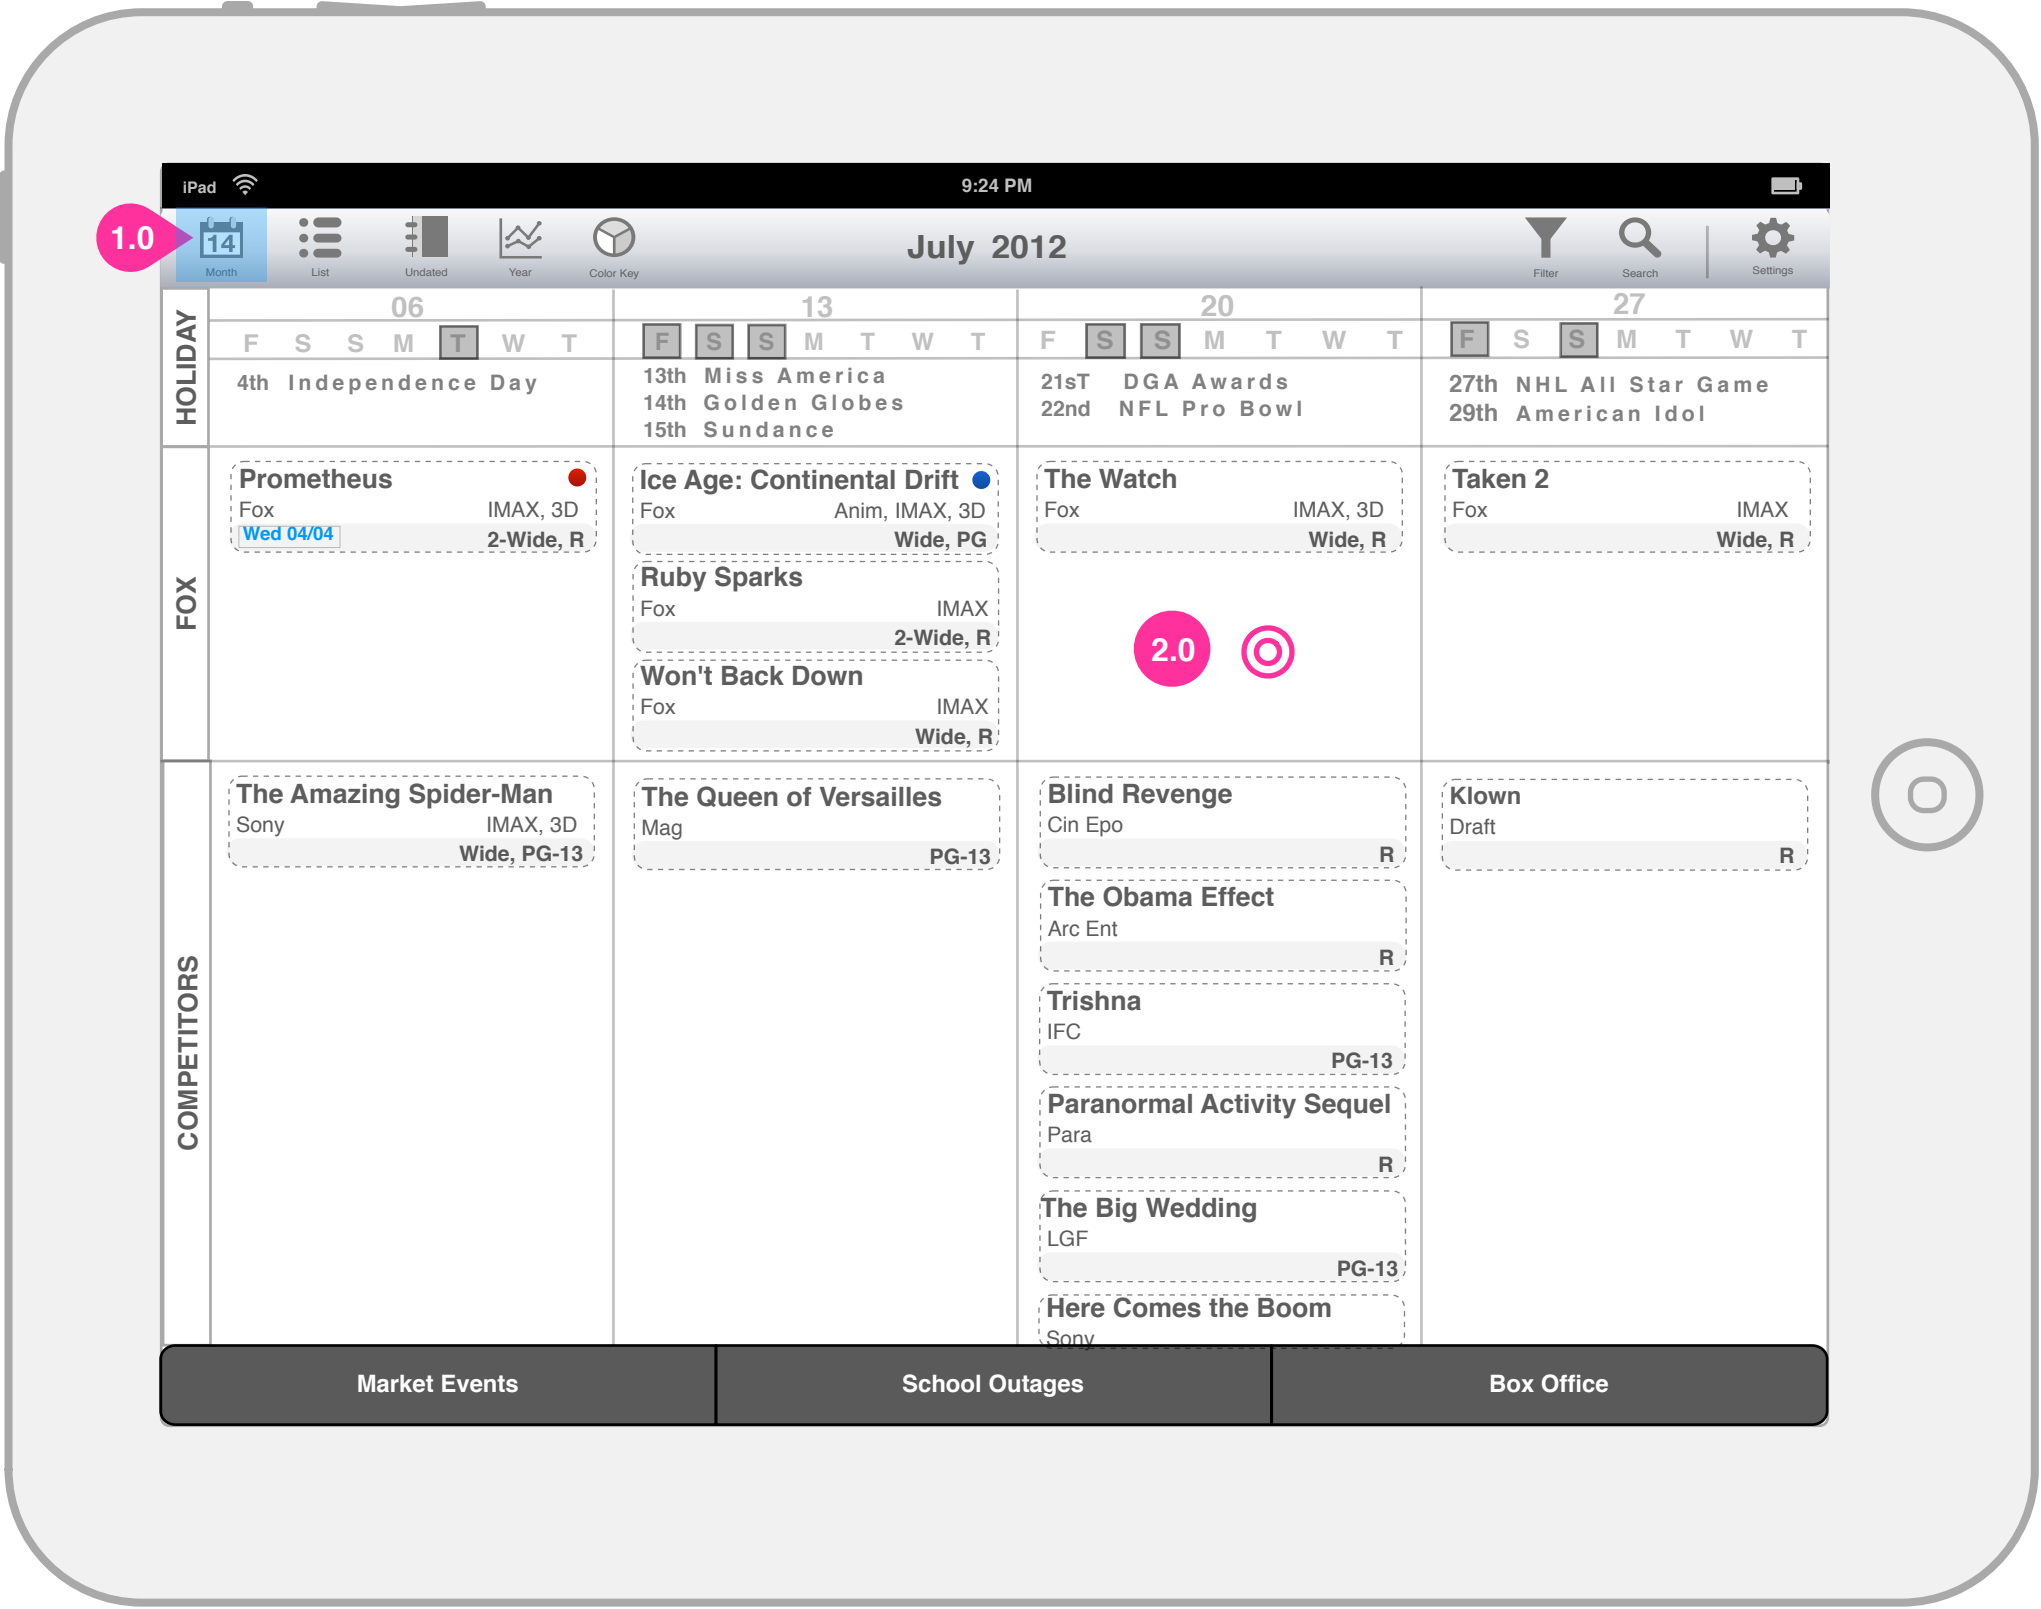 iPad
9:24 PM
1.0
14
Month
List
Undated
Year
Color Key
July 2012
Filter
Search
Settings
HOLIDAY
06
F S S M T W T
4th Independence Day
13
F S S M T W T
13th Miss America
14th Golden Globes
15th Sundance
20
F S S M T W T
21sT DGA Awards
22nd NFL Pro Bowl
27
F S S M T W T
27th NHL All Star Game
29th American Idol
FOX
Prometheus
Fox IMAX, 3D
Wed 04/04 2-Wide, R
Ice Age: Continental Drift
Fox Anim, IMAX, 3D
Wide, PG
Ruby Sparks
Fox IMAX
2-Wide, R
Won't Back Down
Fox IMAX
Wide, R
The Watch
Fox IMAX, 3D
Wide, R
2.0
Taken 2
Fox IMAX
Wide, R
COMPETITORS
The Amazing Spider-Man
Sony IMAX, 3D
Wide, PG-13
The Queen of Versailles
Mag
PG-13
Blind Revenge
Cin Epo
R
The Obama Effect
Arc Ent
R
Trishna
IFC
PG-13
Paranormal Activity Sequel
Para
R
The Big Wedding
LGF
PG-13
Here Comes the Boom
Sony
Klown
Draft
R
Market Events
School Outages
Box Office